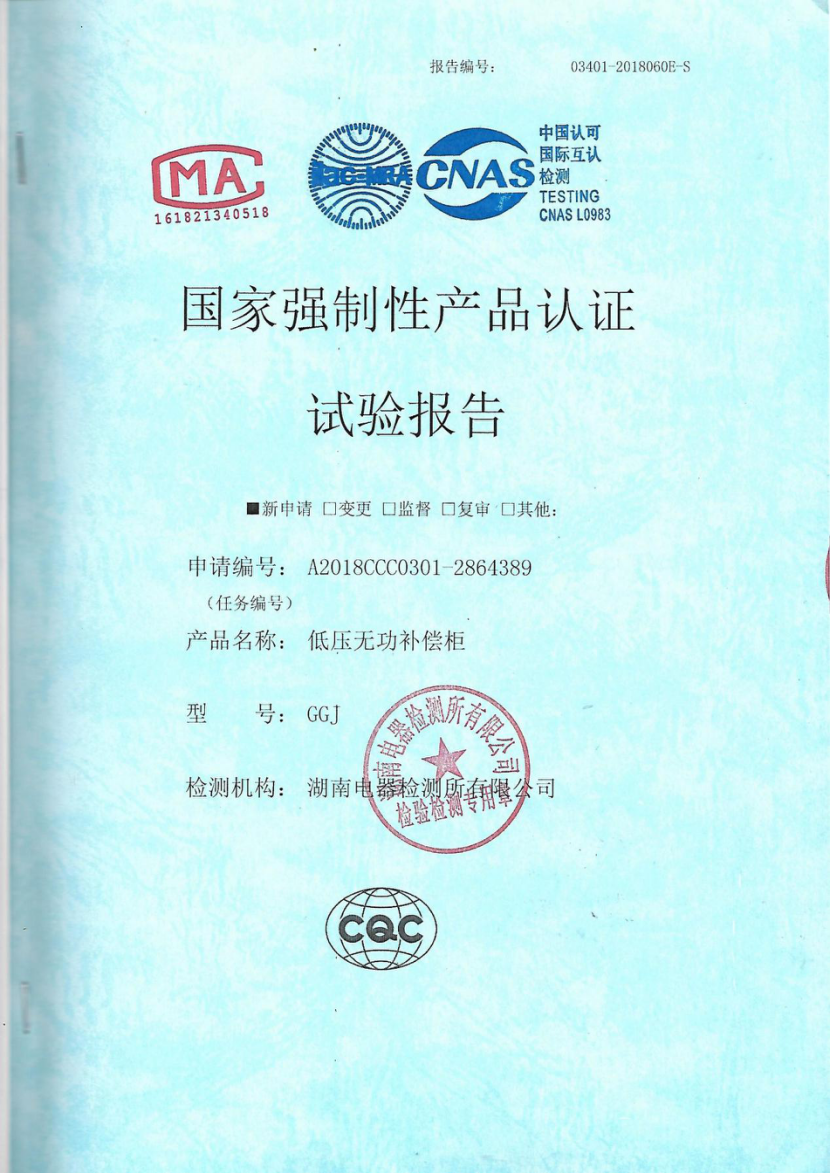 报告编号： 03401-2018060E-S
MA
161821340518
ilac-MRA
CNAS
中国认可
国际互认
检测
TESTING
CNAS L0983
国家强制性产品认证
试验报告
■新申请 □变更 □监督 □复审 □其他：
申请编号： A2018CCC0301-2864389
（任务编号）
产品名称： 低压无功补偿柜
型 号： GGJ
检测机构： 湖南电器检测所有限公司
湖南电器检测所有限公司
检验检测专用章
CQC